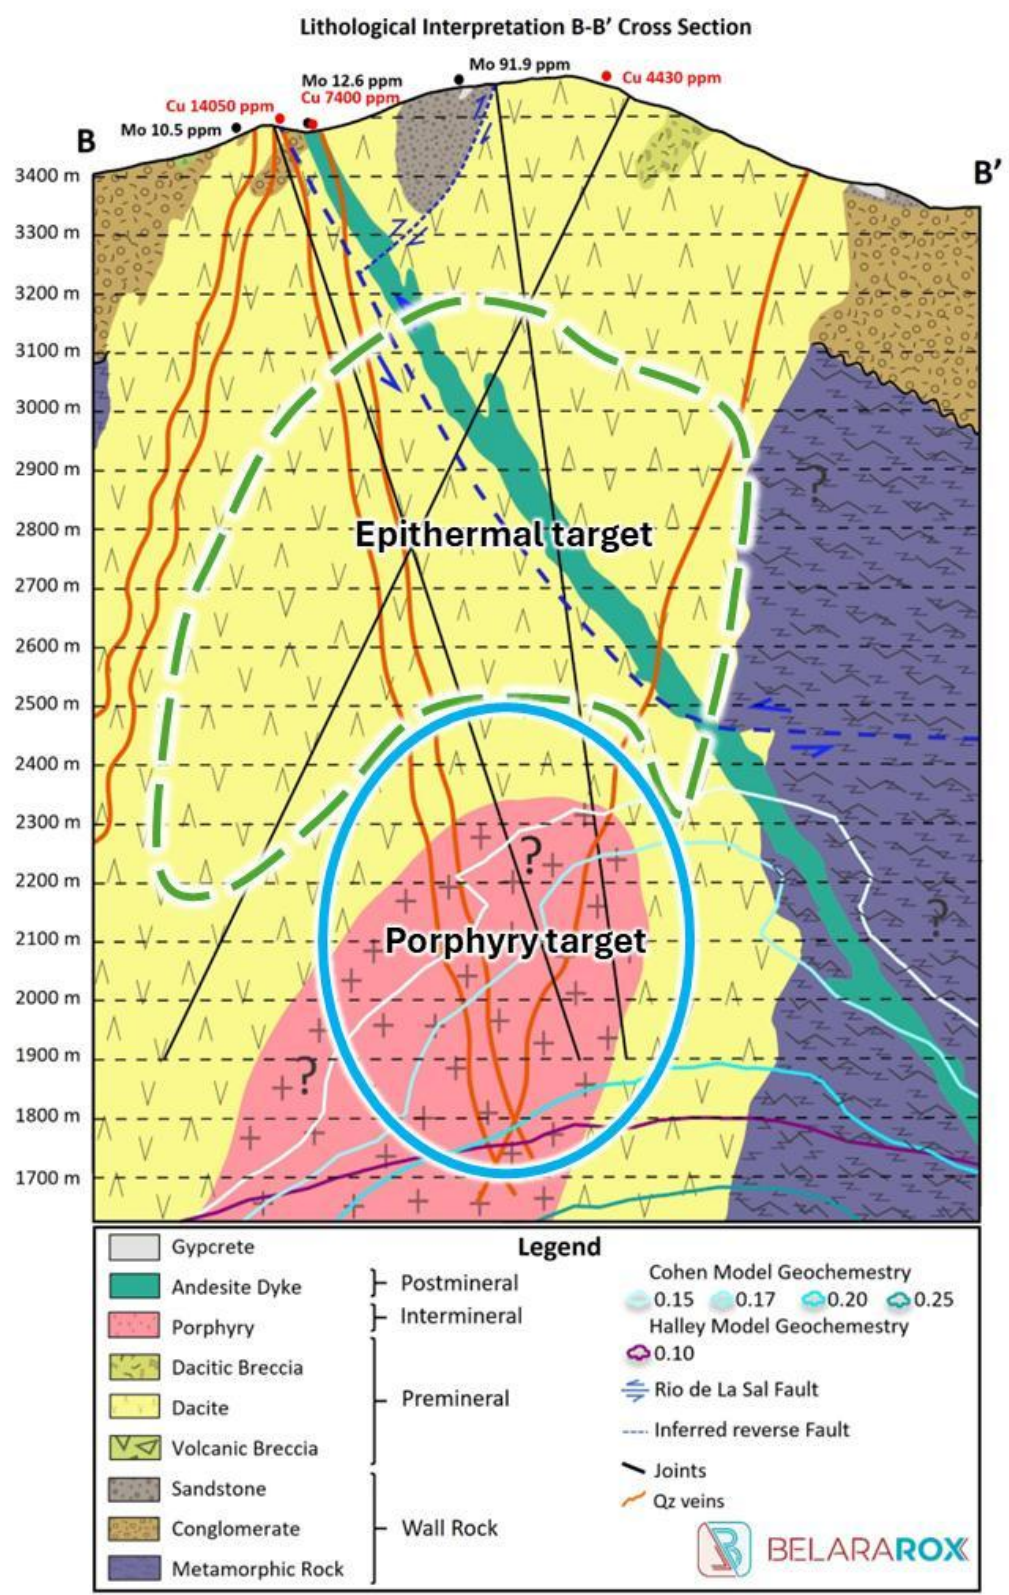 Lithological Interpretation B-B’ Cross Section
Mo 91.9 ppm
Mo 12.6 ppm
Cu 4430 ppm
Cu 7400 ppm
Cu 14050 ppm
Mo 10.5 ppm
B
B’
3400 m
3300 m
3200 m
3100 m
3000 m
2900 m
?
2800 m
Epithermal target
2700 m
2600 m
2500 m
2400 m
2300 m
?
2200 m
?
2100 m
Porphyry target
2000 m
1900 m
?
1800 m
1700 m
Legend
Gypcrete
Andesite Dyke
Postmineral
Porphyry
Intermineral
Dacitic Breccia
Dacite
Premineral
Volcanic Breccia
Sandstone
Conglomerate
Wall Rock
Metamorphic Rock
Cohen Model Geochemestry
0.15 0.17 0.20 0.25
Halley Model Geochemestry
0.10
Rio de La Sal Fault
Inferred reverse Fault
Joints
Qz veins
BELARAROX